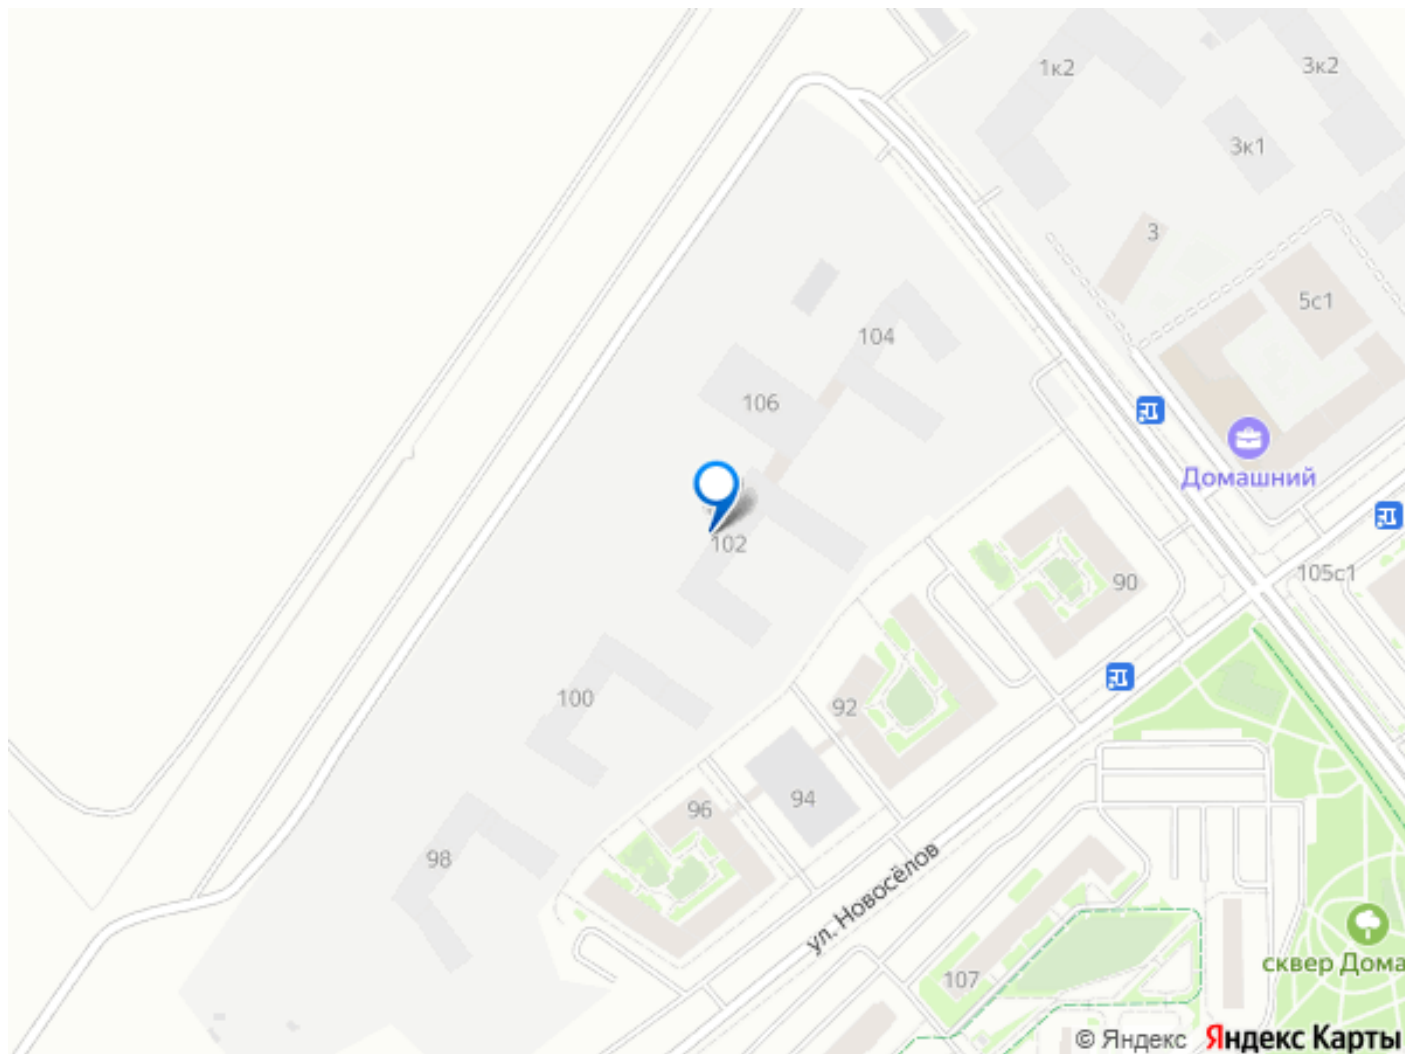 1к2
3к2
3к1
3
5с1
104
106
Домашний
102
105с1
90
100
92
94
96
98
ул. Новосёлов
сквер Дома
107
© Яндекс Яндекс Карты